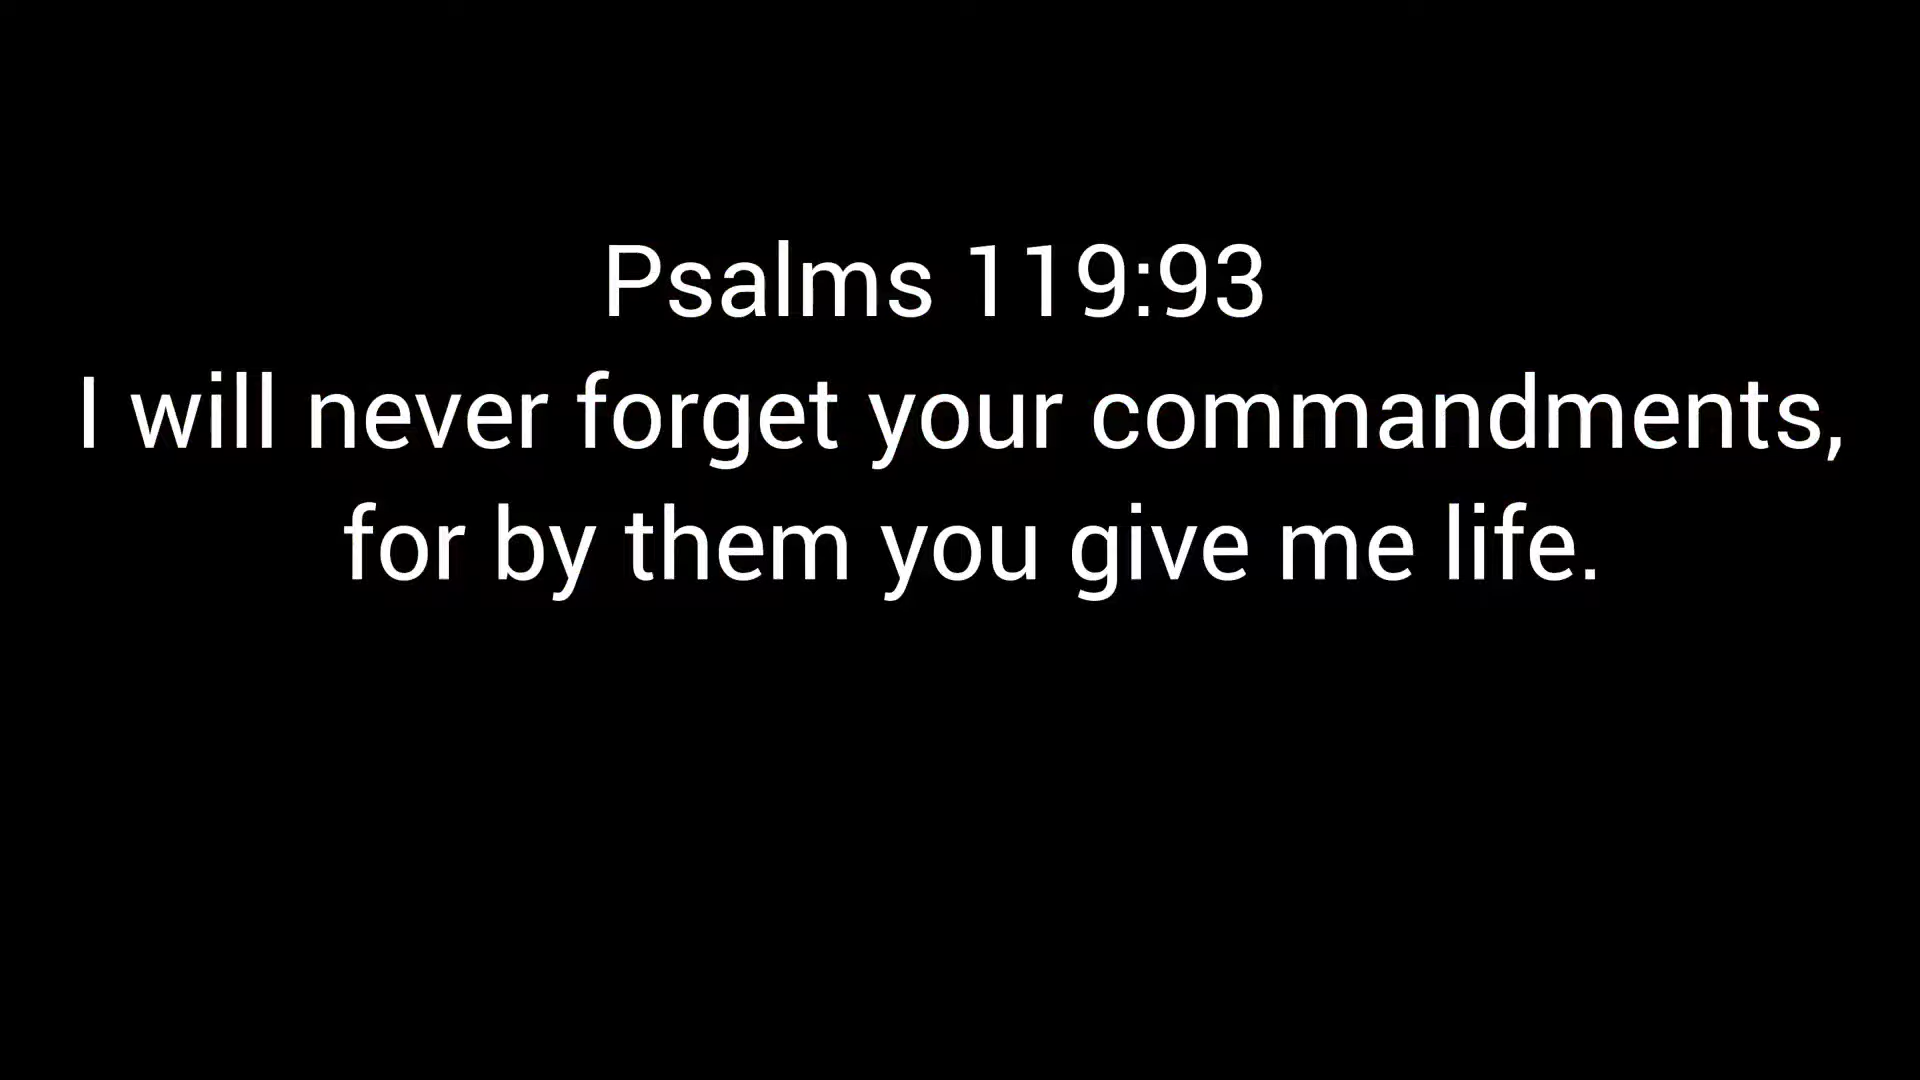 Psalms 119:93
I will never forget your commandments,
for by them you give me life.